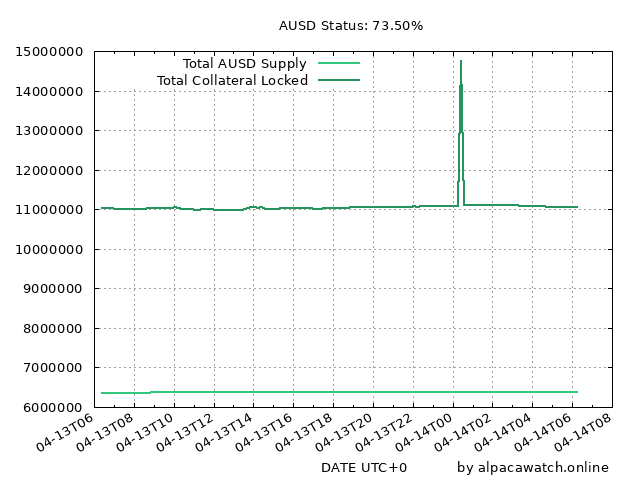 AUSD Status: 73.50%
15000000
14000000
13000000
12000000
11000000
10000000
9000000
8000000
7000000
6000000
Total AUSD Supply
Total Collateral Locked
04-13T06
04-13T08
04-13T10
04-13T12
04-13T14
04-13T16
04-13T18
04-13T20
04-13T22
04-14T00
04-14T02
04-14T04
04-14T06
04-14T08
DATE UTC+0 by alpacawatch.online